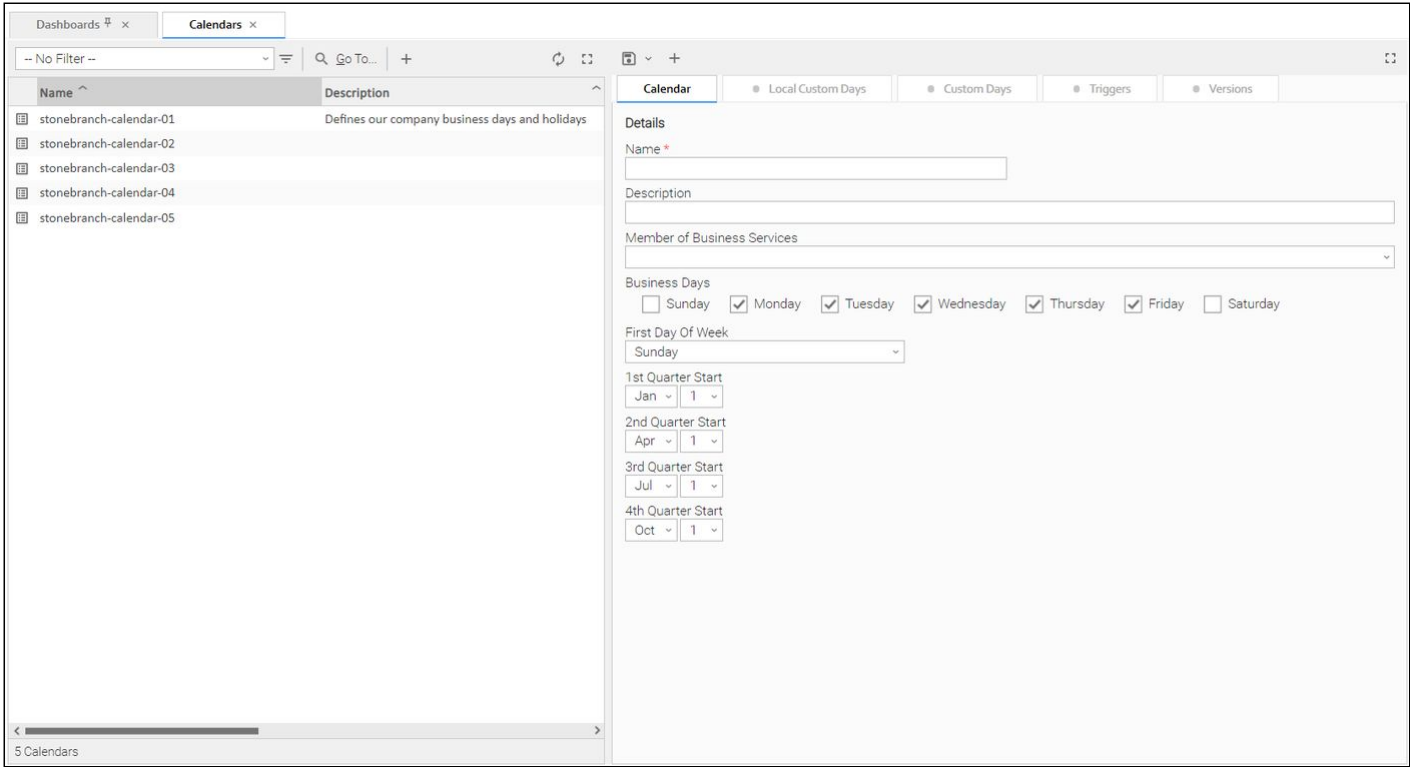 Dashboards
Calendars
-- No Filter --
Go To...
Name
Description
stonebranch-calendar-01
Defines our company business days and holidays
stonebranch-calendar-02
stonebranch-calendar-03
stonebranch-calendar-04
stonebranch-calendar-05
5 Calendars
Calendar
Local Custom Days
Custom Days
Triggers
Versions
Details
Name *
Description
Member of Business Services
Business Days
Sunday Monday Tuesday Wednesday Thursday Friday Saturday
First Day Of Week
Sunday
1st Quarter Start
Jan 1
2nd Quarter Start
Apr 1
3rd Quarter Start
Jul 1
4th Quarter Start
Oct 1